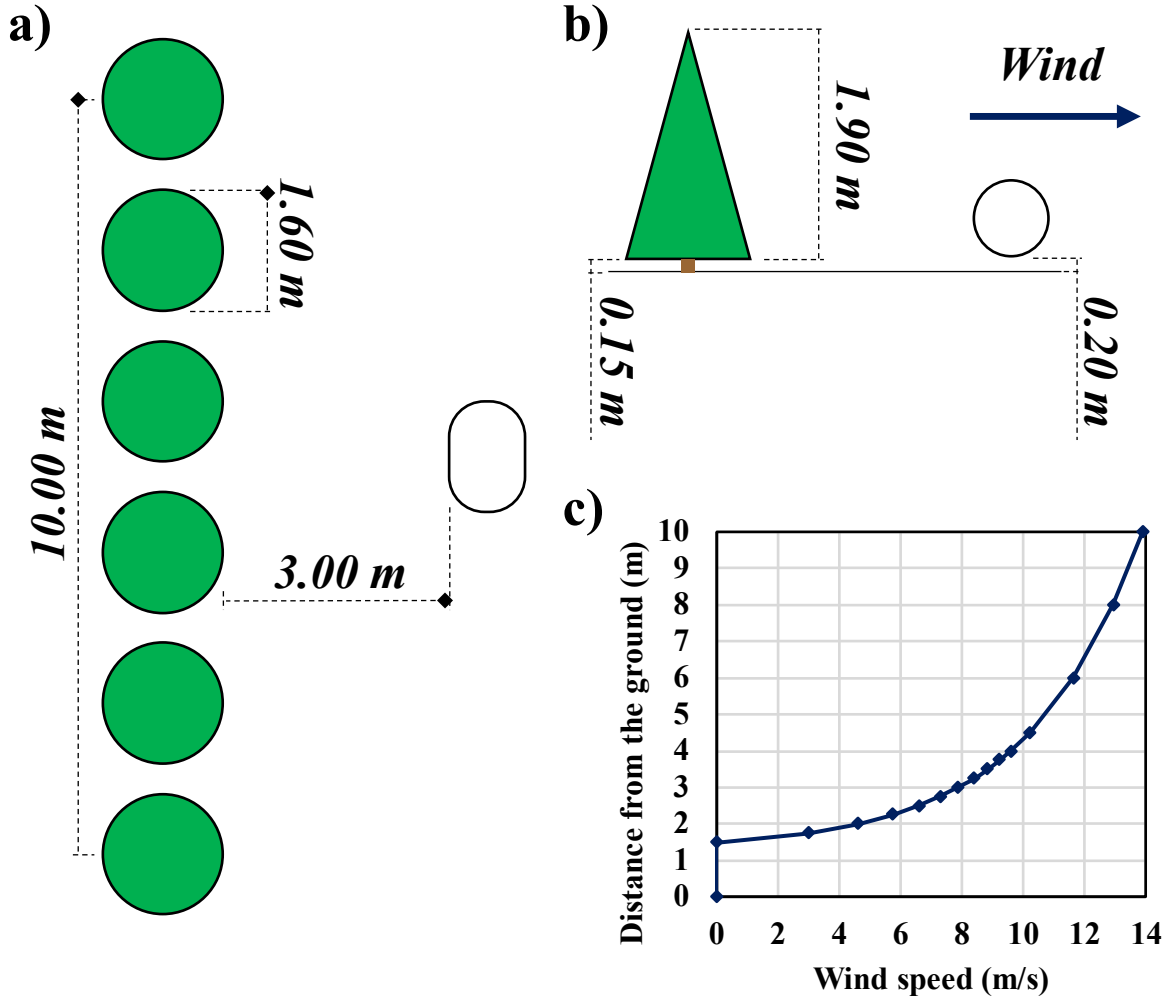 a)
10.00 m
1.60 m
3.00 m
b)
1.90 m
Wind
0.15 m
0.20 m
c)
Distance from the ground (m)
10
9
8
7
6
5
4
3
2
1
0
0 2 4 6 8 10 12 14
Wind speed (m/s)